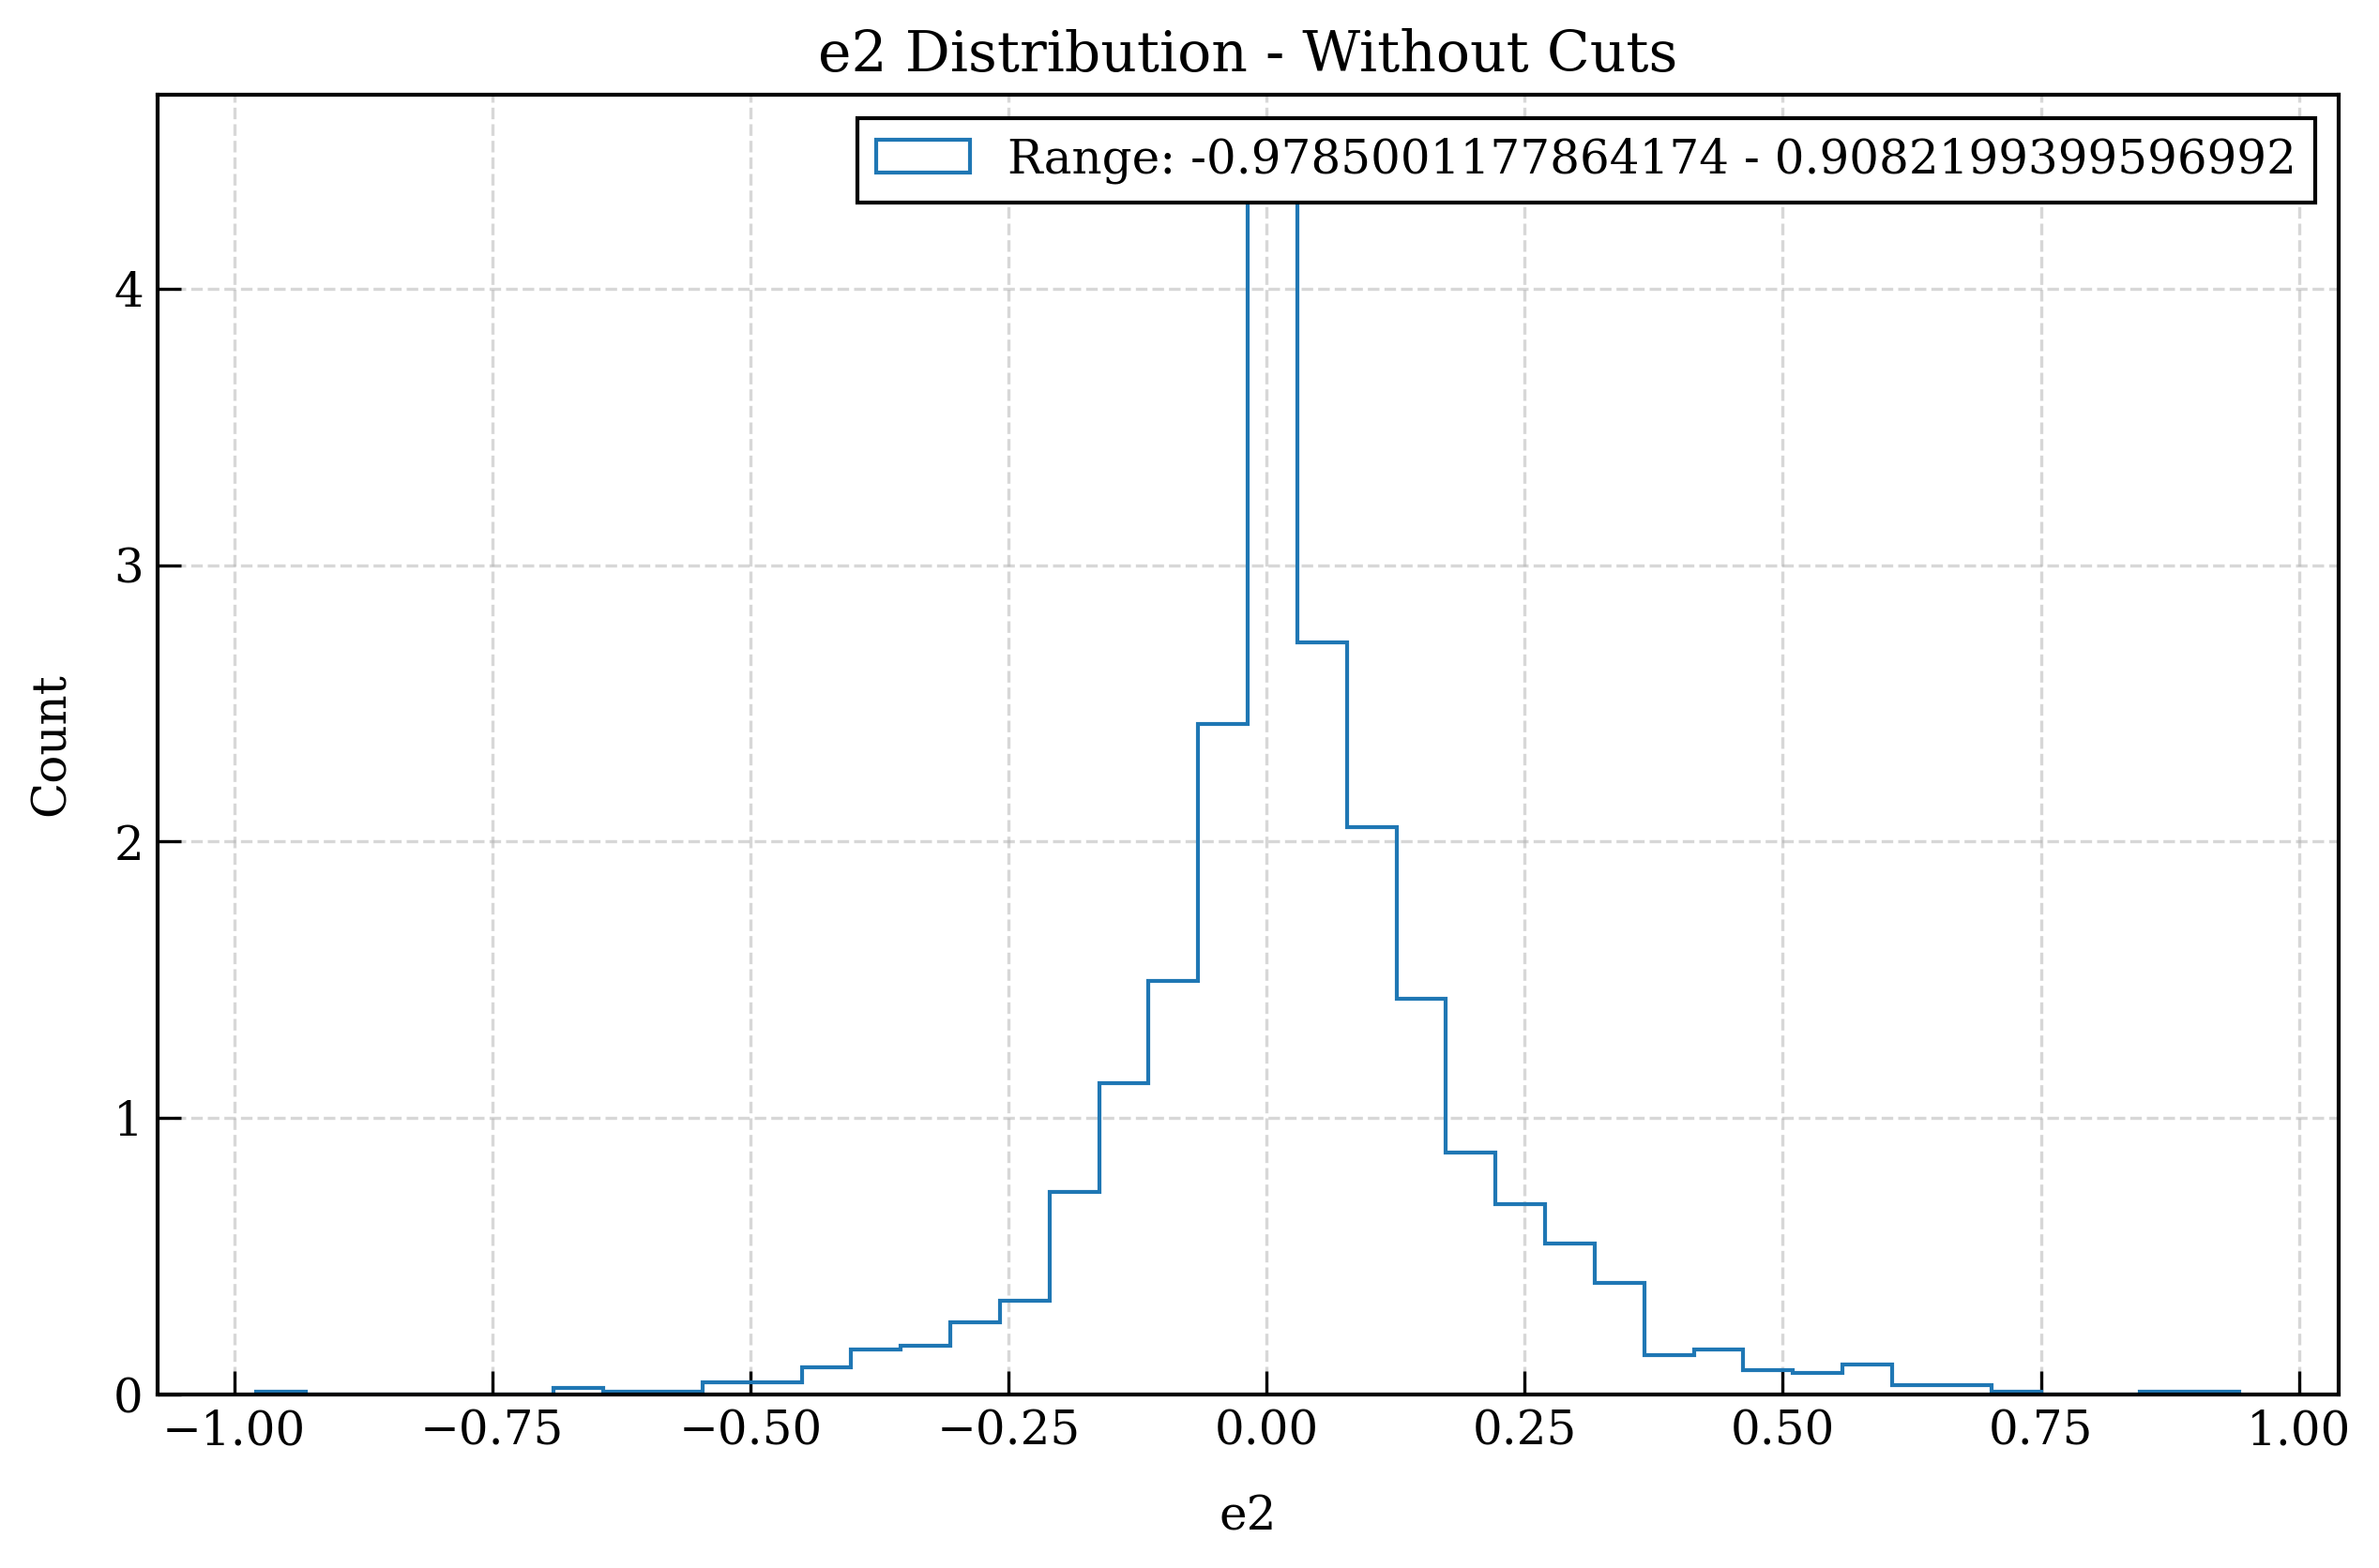 e2 Distribution - Without Cuts
Range: -0.9785001177864174 - 0.9082199399596992
4
3
2
1
0
Count
−1.00 −0.75 −0.50 −0.25 0.00 0.25 0.50 0.75 1.00
e2